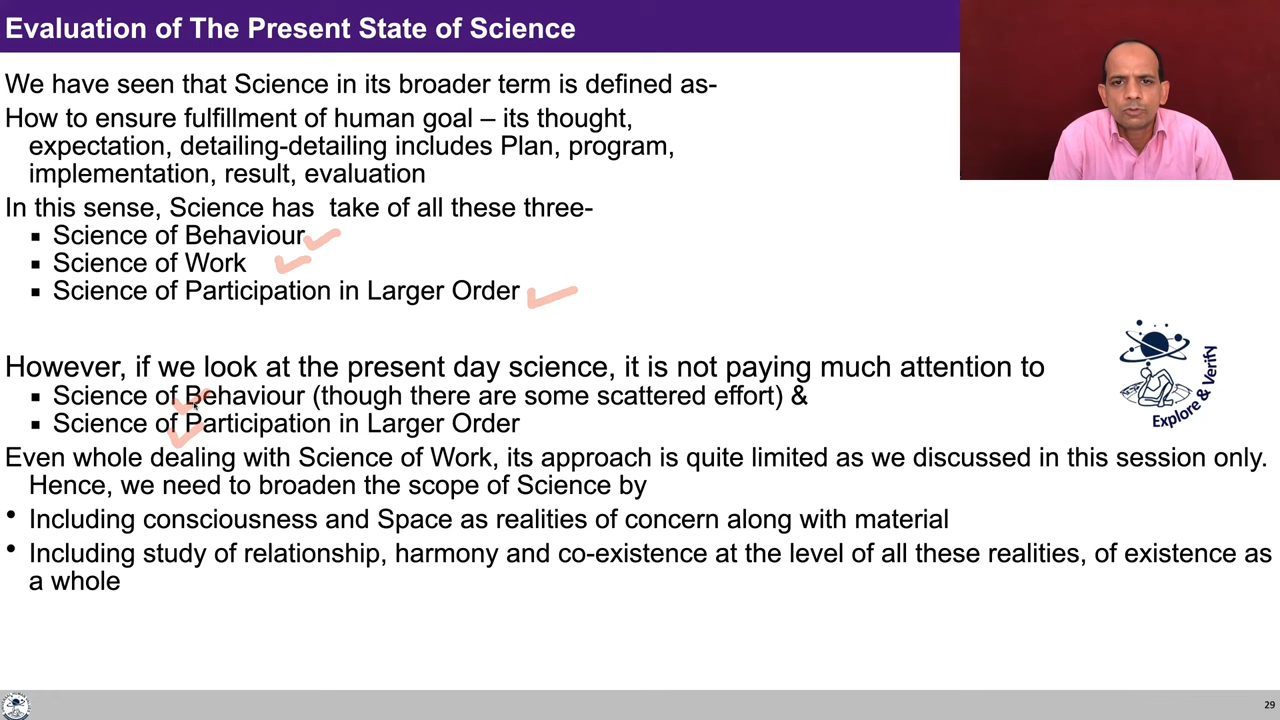 Evaluation of The Present State of Science
We have seen that Science in its broader term is defined as-
How to ensure fulfillment of human goal – its thought,
expectation, detailing-detailing includes Plan, program,
implementation, result, evaluation
In this sense, Science has take of all these three-
▪ Science of Behaviour
▪ Science of Work
▪ Science of Participation in Larger Order
However, if we look at the present day science, it is not paying much attention to
▪ Science of Behaviour (though there are some scattered effort) &
▪ Science of Participation in Larger Order
Explore & Verify
Even whole dealing with Science of Work, its approach is quite limited as we discussed in this session only.
Hence, we need to broaden the scope of Science by
• Including consciousness and Space as realities of concern along with material
• Including study of relationship, harmony and co-existence at the level of all these realities, of existence as
a whole
29